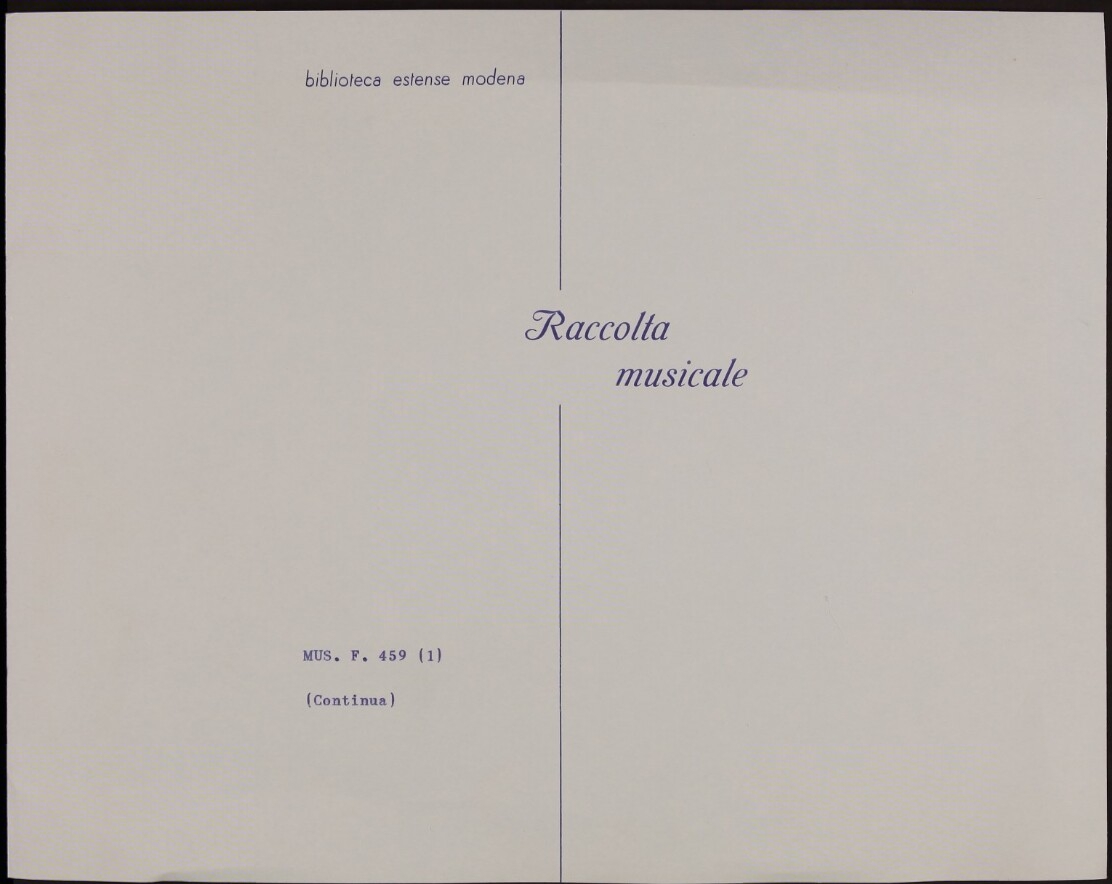 biblioteca estense modena
Raccolta
musicale
MUS. F. 459 (1)
(Continua)